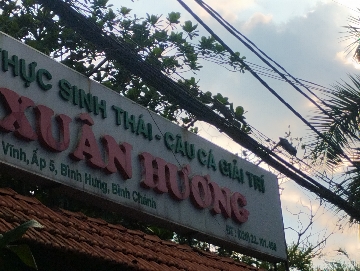 THỰC SINH THÁI - CÂU CÁ GIẢI TRÍ
XUÂN HƯƠNG
Vĩnh, Ấp 5, Bình Hưng, Bình Chánh